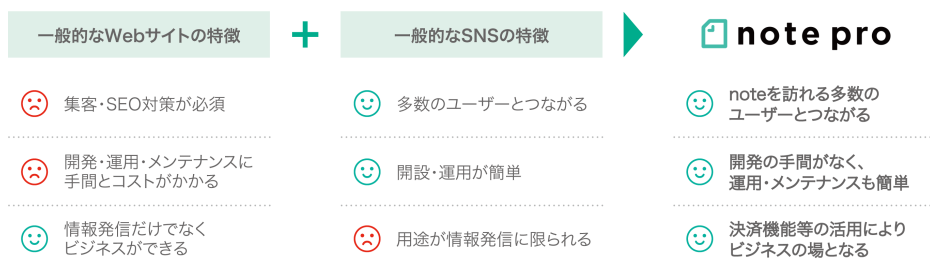 一般的なWebサイトの特徴
+
一般的なSNSの特徴
note pro
集客・SEO対策が必須
多数のユーザーとつながる
noteを訪れる多数の
ユーザーとつながる
開発・運用・メンテナンスに
手間とコストがかかる
開設・運用が簡単
開発の手間がなく、
運用・メンテナンスも簡単
情報発信だけでなく
ビジネスができる
用途が情報発信に限られる
決済機能等の活用により
ビジネスの場となる